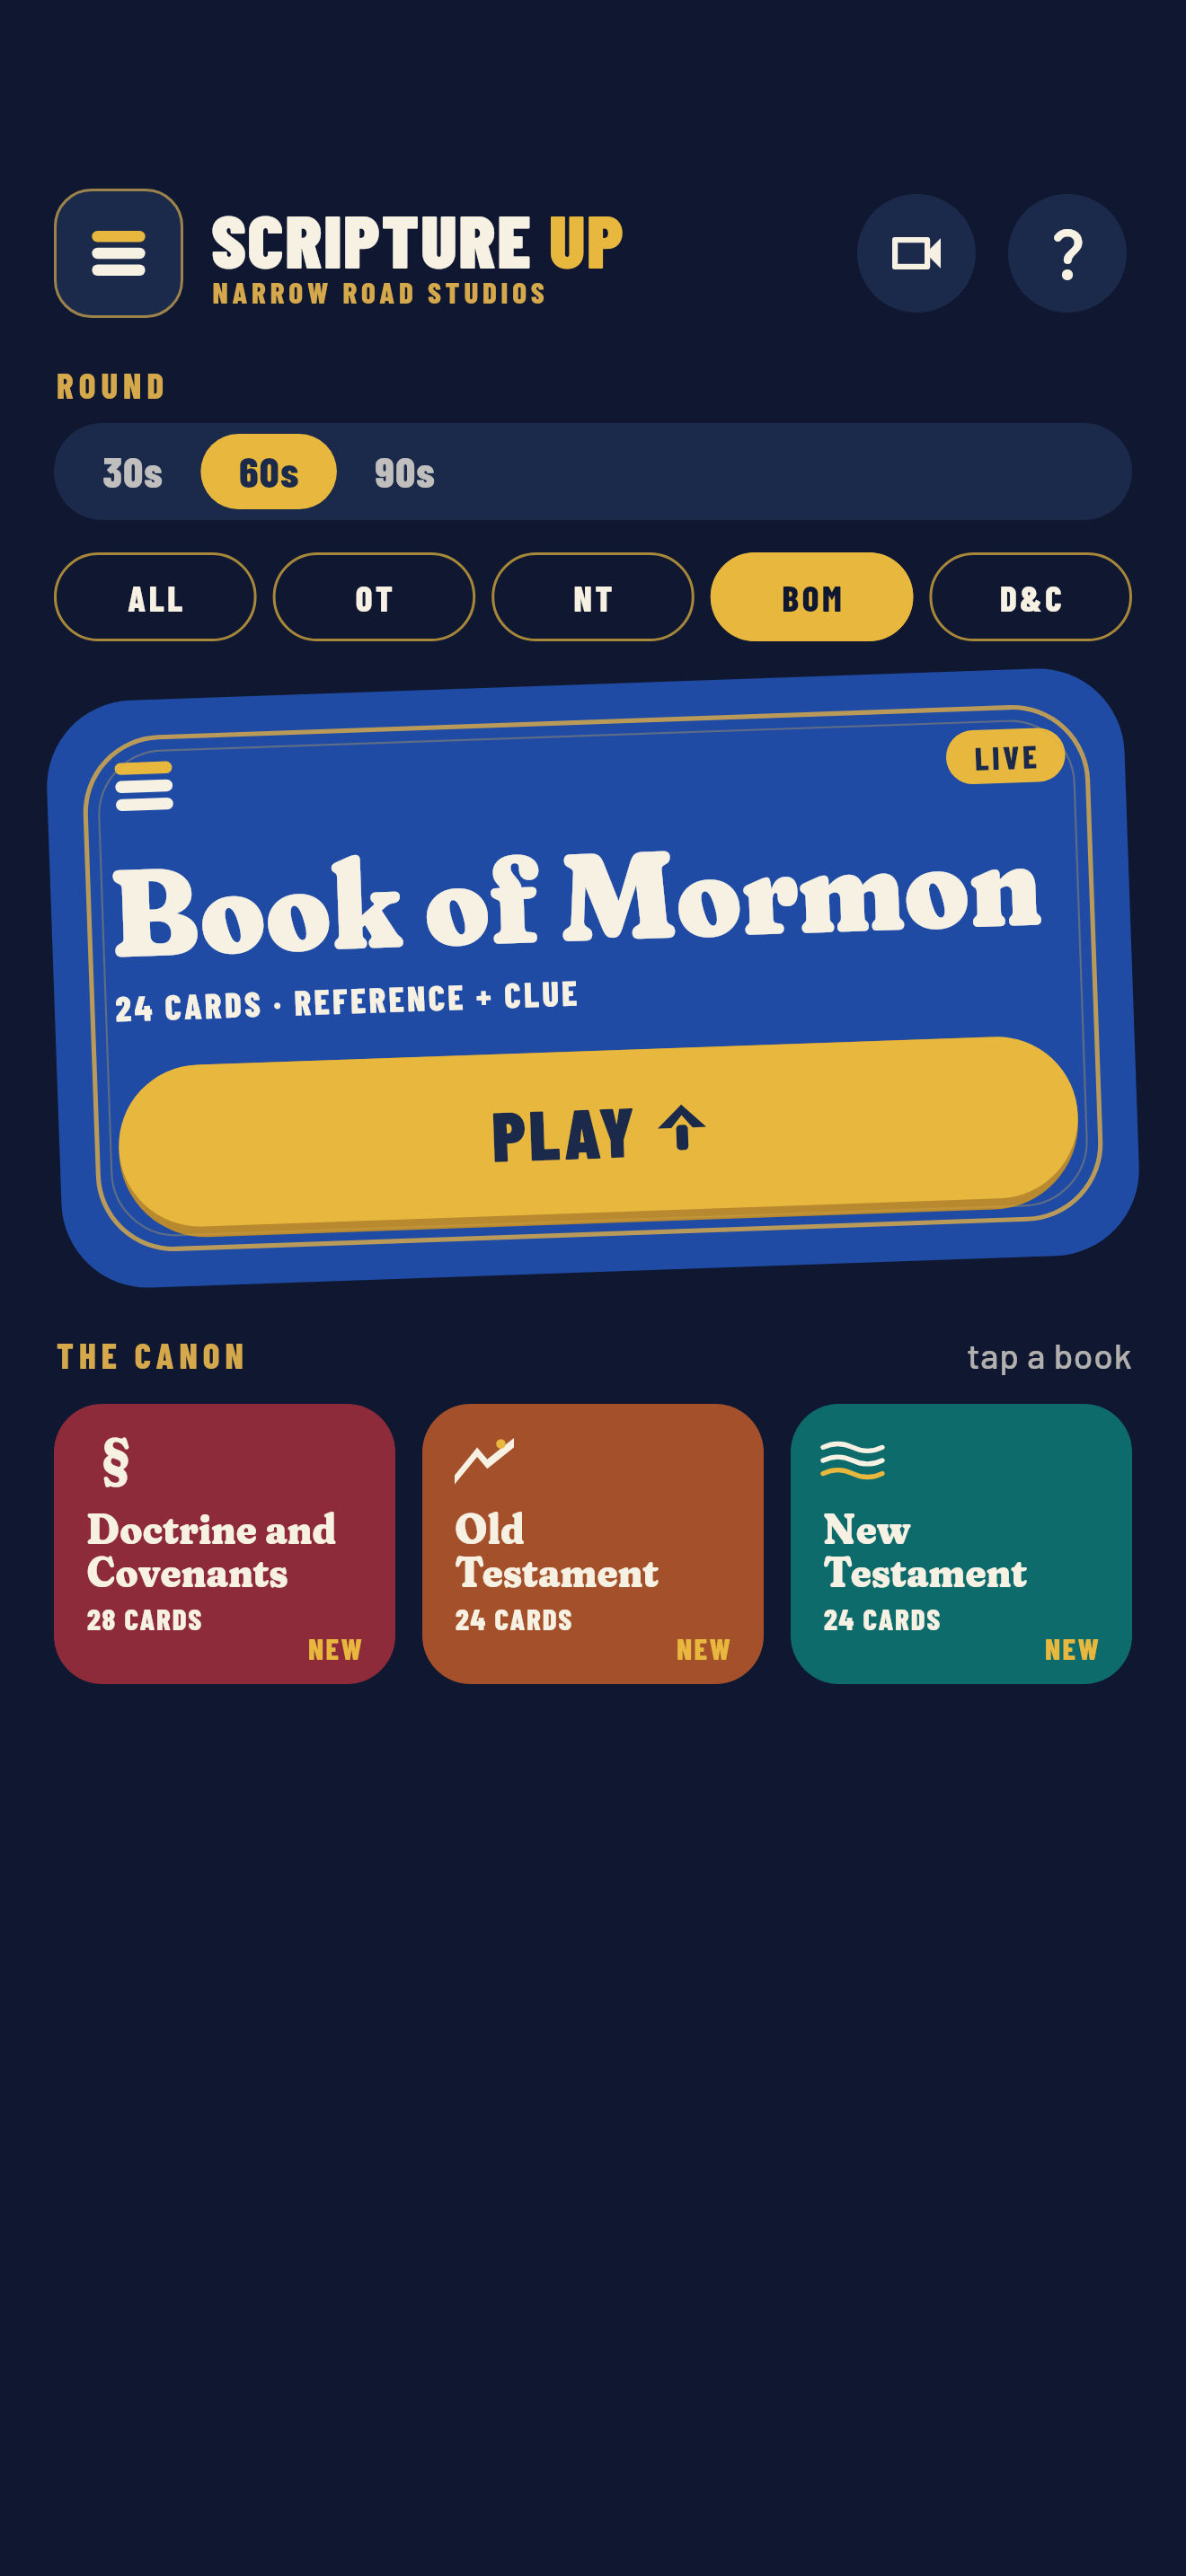 SCRIPTURE UP
NARROW ROAD STUDIOS
?
ROUND
30s 60s 90s
ALL OT NT BOM D&C
LIVE
Book of Mormon
24 CARDS · REFERENCE + CLUE
PLAY
THE CANON tap a book
§
Doctrine and
Covenants
28 CARDS
NEW
Old
Testament
24 CARDS
NEW
New
Testament
24 CARDS
NEW